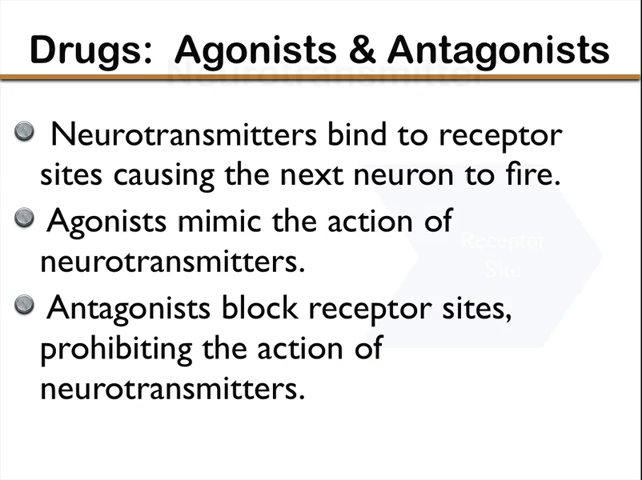 Drugs: Agonists & Antagonists
Neurotransmitter
Neurotransmitters bind to receptor
sites causing the next neuron to fire.
Receptor
Site
Agonists mimic the action of
neurotransmitters.
Antagonists block receptor sites,
prohibiting the action of
neurotransmitters.